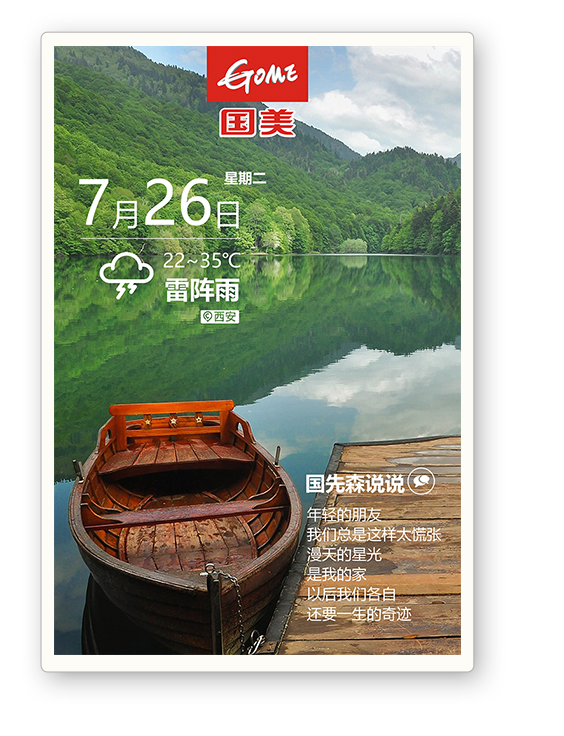 GOME
国美
星期二
7月26日
22~35℃
雷阵雨
西安
国先森说说
年轻的朋友
我们总是这样太慌张
漫天的星光
是我的家
以后我们各自
还要一生的奇迹